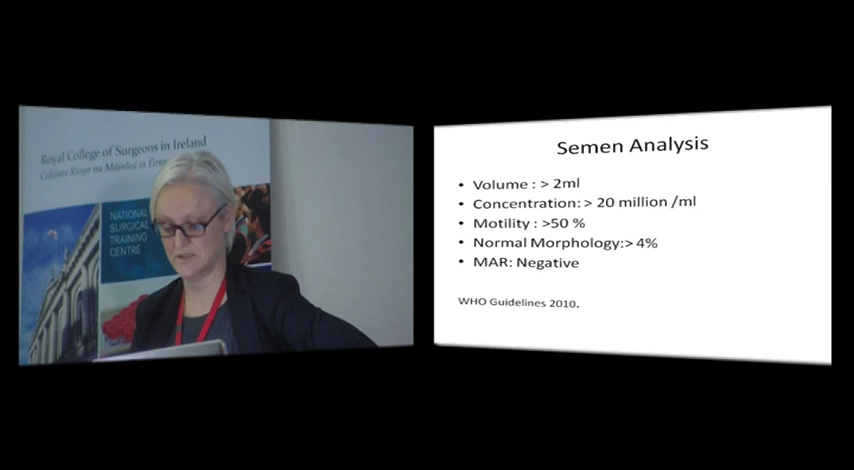 Royal College of Surgeons in Ireland
Coláiste Ríoga na Máinleá in Éirinn
NATIONAL
SURGICAL
TRAINING
CENTRE
Semen Analysis
• Volume : > 2ml
• Concentration: > 20 million /ml
• Motility : >50 %
• Normal Morphology:> 4%
• MAR: Negative
WHO Guidelines 2010.